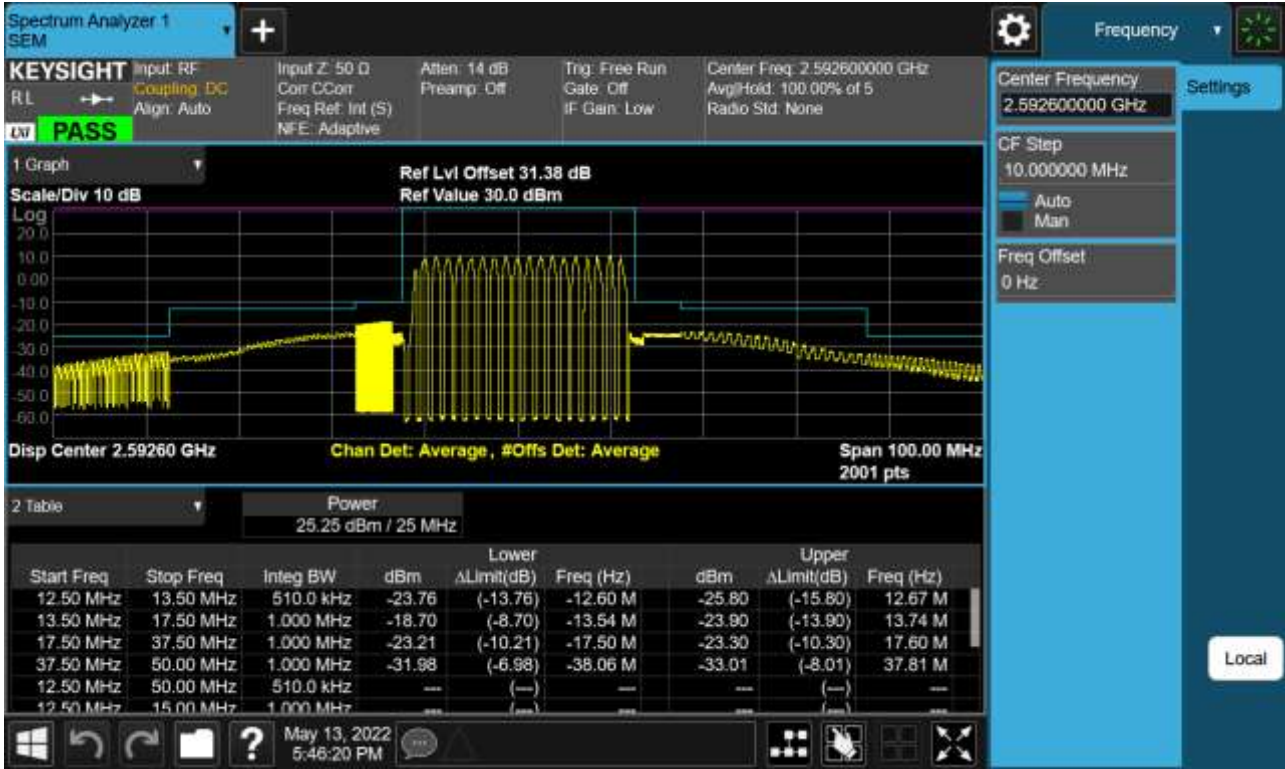 Spectrum Analyzer 1
SEM
Frequency
KEYSIGHT
RL
LXI
PASS
Input: RF
Coupling: DC
Align: Auto
Input Z: 50 Ω
Corr CCorr
Freq Ref: Int (S)
NFE: Adaptive
Atten: 14 dB
Preamp: Off
Trig: Free Run
Gate: Off
IF Gain: Low
Center Freq: 2.592600000 GHz
Avg|Hold: 100.00% of 5
Radio Std: None
Center Frequency
2.592600000 GHz
Settings
CF Step
10.000000 MHz
Auto
Man
Freq Offset
0 Hz
Local
1 Graph
Scale/Div 10 dB
Ref Lvl Offset 31.38 dB
Ref Value 30.0 dBm
Log
20.0
10.0
0.00
-10.0
-20.0
-30.0
-40.0
-50.0
-60.0
Disp Center 2.59260 GHz
Chan Det: Average, #Offs Det: Average
Span 100.00 MHz
2001 pts
2 Table
Power
25.25 dBm / 25 MHz
Lower Upper
Start Freq Stop Freq Integ BW dBm ΔLimit(dB) Freq (Hz) dBm ΔLimit(dB) Freq (Hz)
12.50 MHz 13.50 MHz 510.0 kHz -23.76 (-13.76) -12.60 M -25.80 (-15.80) 12.67 M
13.50 MHz 17.50 MHz 1.000 MHz -18.70 (-8.70) -13.54 M -23.90 (-13.90) 13.74 M
17.50 MHz 37.50 MHz 1.000 MHz -23.21 (-10.21) -17.50 M -23.30 (-10.30) 17.60 M
37.50 MHz 50.00 MHz 1.000 MHz -31.98 (-6.98) -38.06 M -33.01 (-8.01) 37.81 M
12.50 MHz 50.00 MHz 510.0 kHz --- (---) --- --- (---) ---
12.50 MHz 15.00 MHz 1.000 MHz --- (---) --- --- (---) ---
?
May 13, 2022
5:46:20 PM